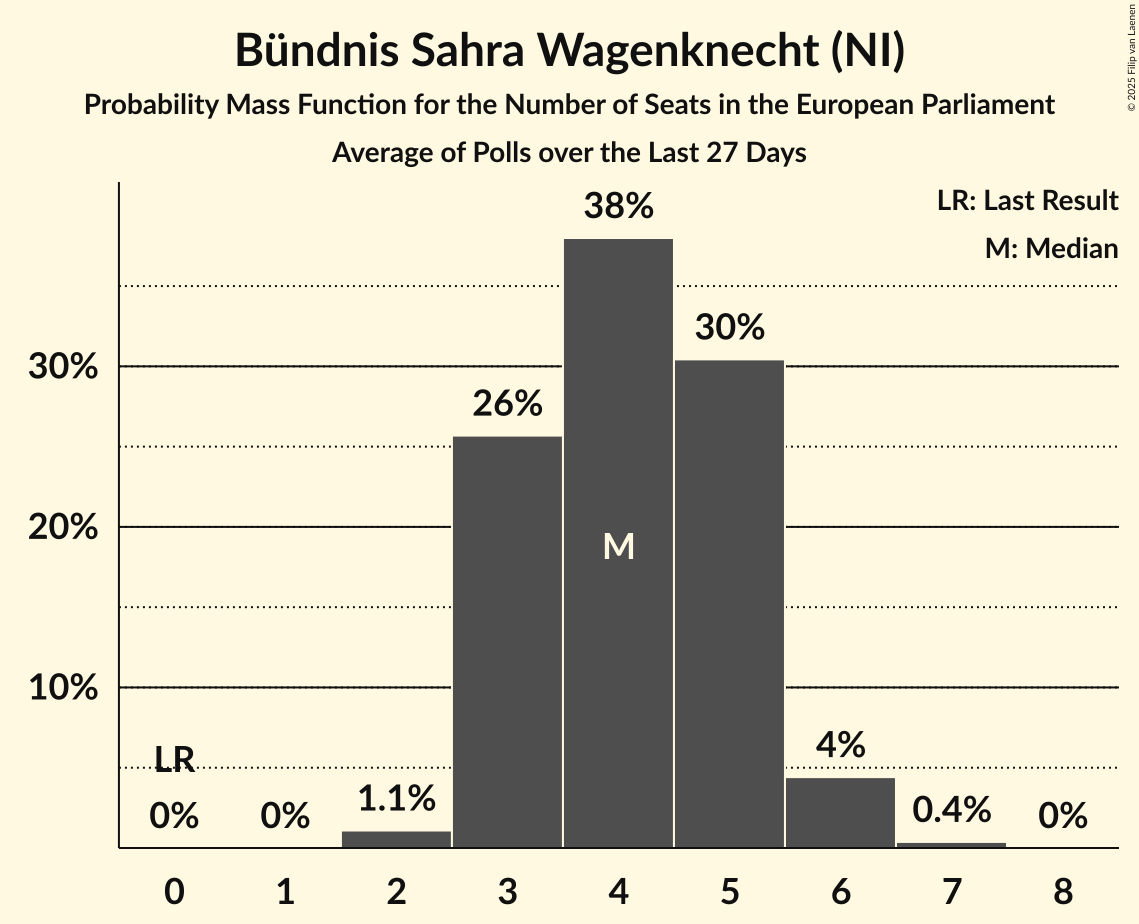 Bündnis Sahra Wagenknecht (NI)
Probability Mass Function for the Number of Seats in the European Parliament
Average of Polls over the Last 27 Days
© 2025 Filip van Laenen
LR: Last Result
M: Median
38%
30%
26%
30%
20%
10%
M
LR
0%
0%
1.1%
4%
0.4%
0%
0 1 2 3 4 5 6 7 8